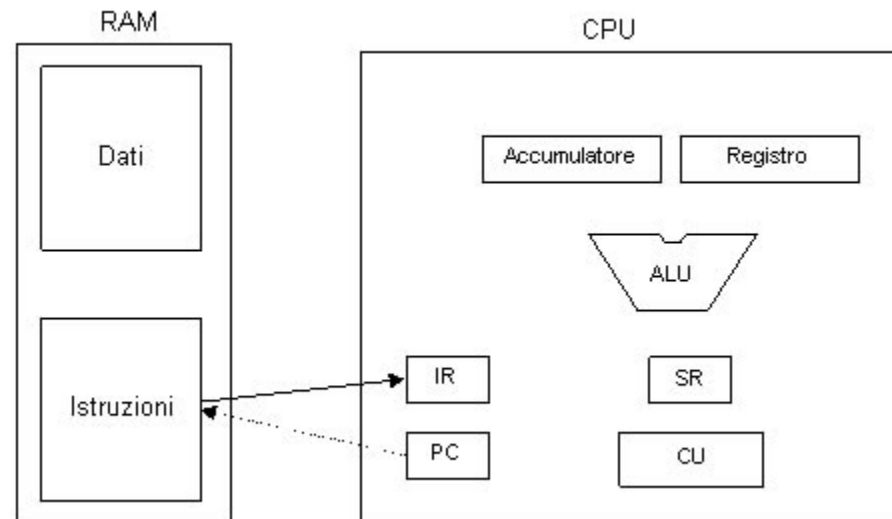 RAM
CPU
Dati
Accumulatore
Registro
ALU
Istruzioni
IR
SR
PC
CU